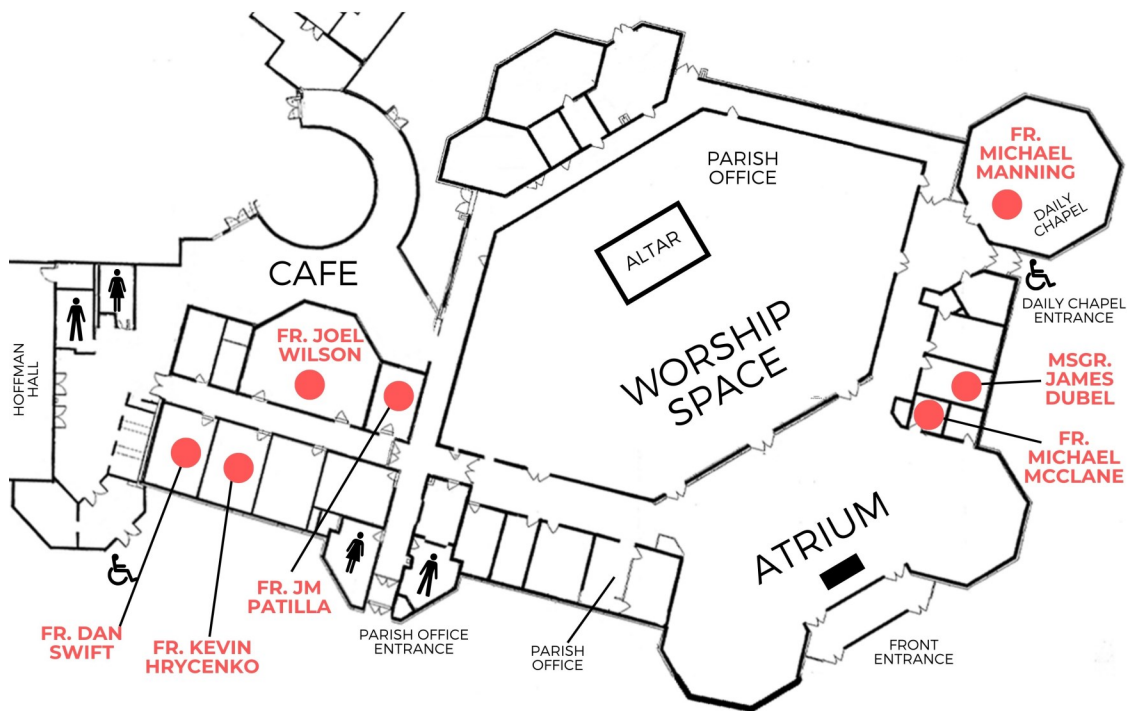 FR.
MICHAEL
MANNING
DAILY
CHAPEL
PARISH
OFFICE
ALTAR
CAFE
DAILY CHAPEL
ENTRANCE
FR. JOEL
WILSON
HOFFMAN
HALL
WORSHIP
SPACE
MSGR.
JAMES
DUBEL
FR.
MICHAEL
MCCLANE
ATRIUM
FR. JM
PATILLA
FR. DAN
SWIFT
FR. KEVIN
HRYCENKO
PARISH OFFICE
ENTRANCE
PARISH
OFFICE
FRONT
ENTRANCE